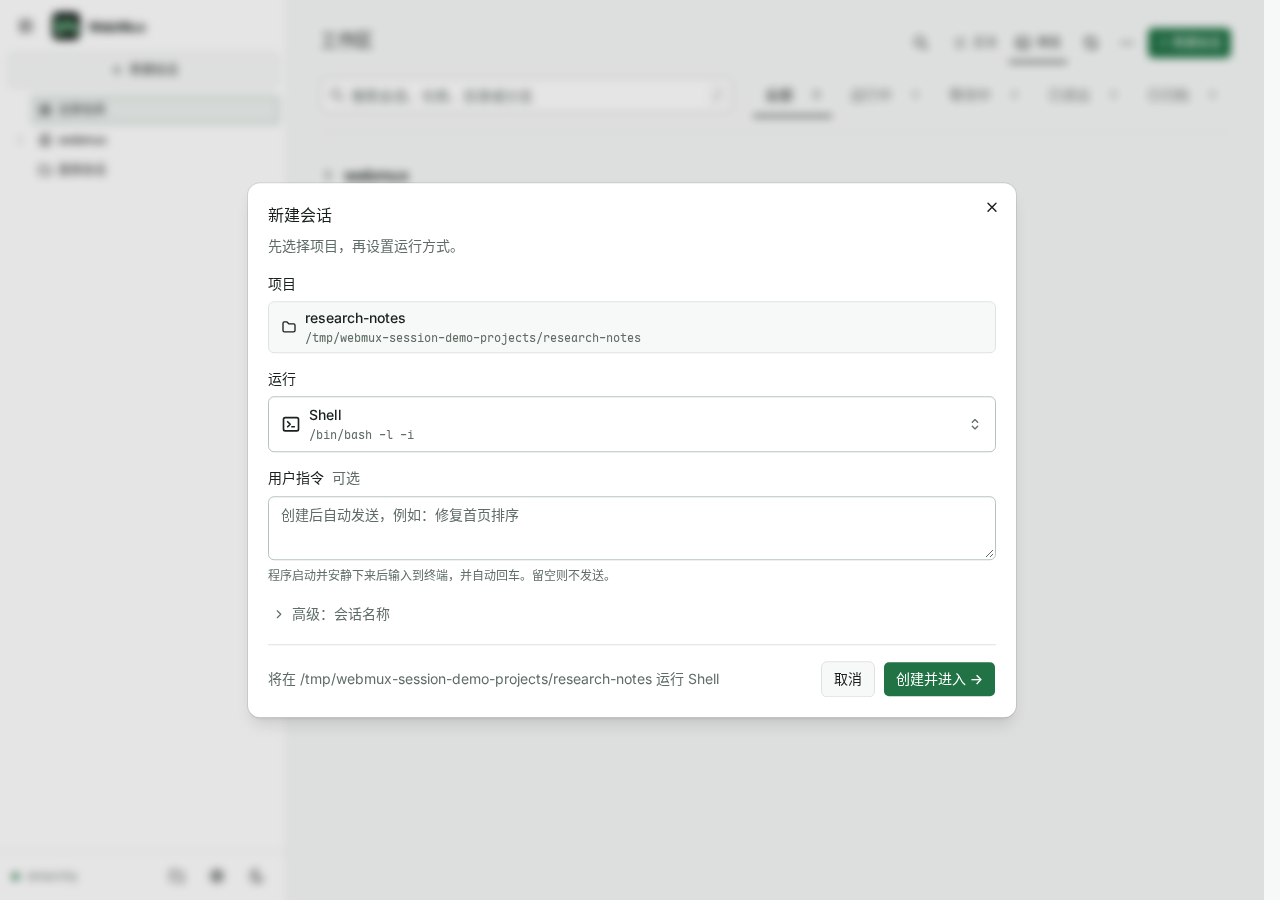 新建会话
先选择项目，再设置运行方式。
项目
research-notes
/tmp/webmux-session-demo-projects/research-notes
运行
Shell
/bin/bash -l -i
用户指令 可选
创建后自动发送，例如：修复首页排序
程序启动并安静下来后输入到终端，并自动回车。留空则不发送。
高级：会话名称
将在 /tmp/webmux-session-demo-projects/research-notes 运行 Shell
取消
创建并进入 →